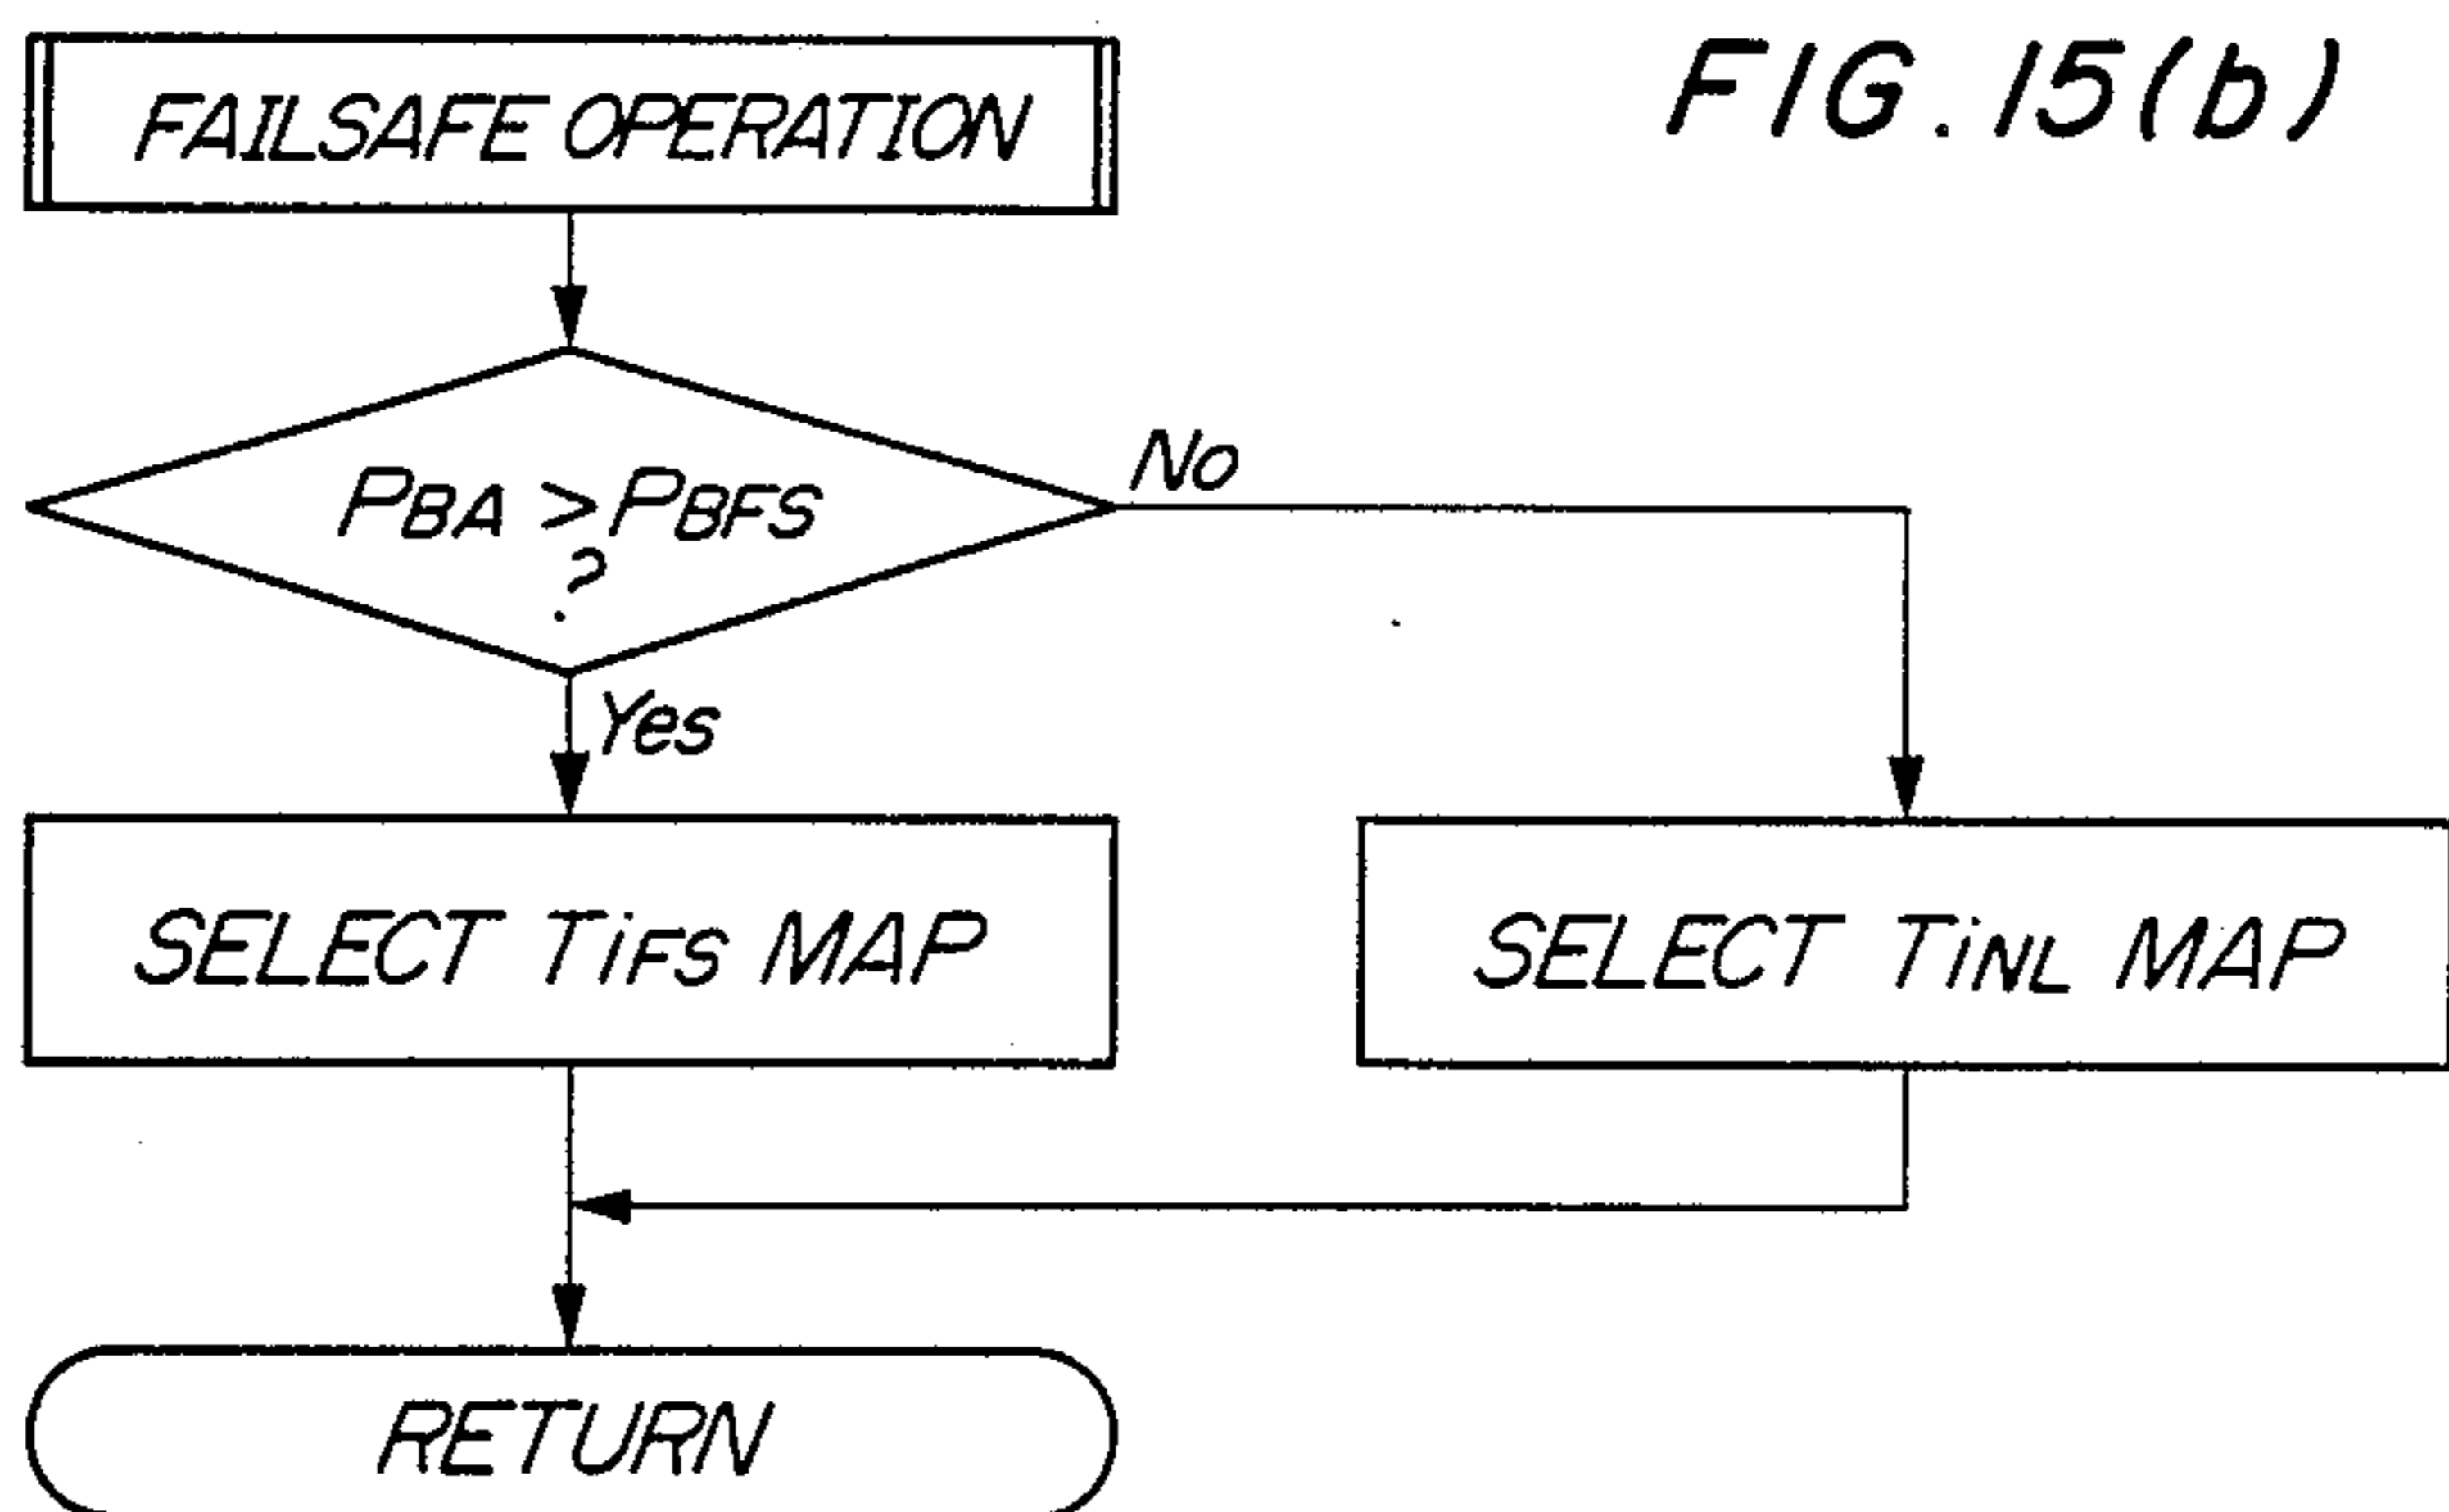 FIG. 15(b)
FAILSAFE OPERATION
PBA > PBFS
?
No
Yes
SELECT TiFS MAP
SELECT TiNL MAP
RETURN